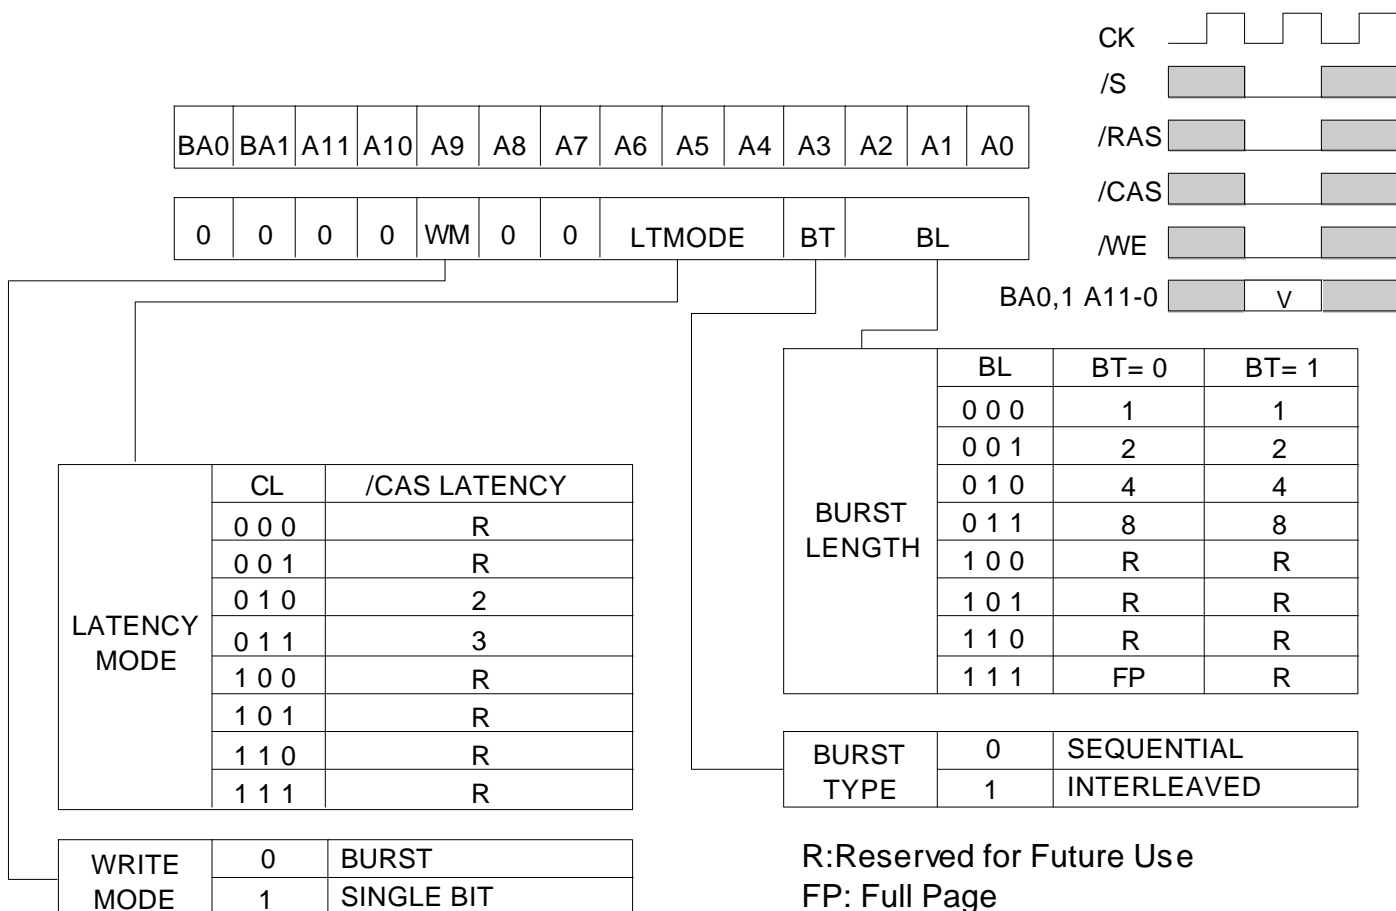 CK
/S
/RAS
/CAS
/WE
BA0,1 A11-0 V
BA0 BA1 A11 A10 A9 A8 A7 A6 A5 A4 A3 A2 A1 A0
0 0 0 0 WM 0 0 LTMODE BT BL
BURST
LENGTH
BL BT= 0 BT= 1
0 0 0 1 1
0 0 1 2 2
0 1 0 4 4
0 1 1 8 8
1 0 0 R R
1 0 1 R R
1 1 0 R R
1 1 1 FP R
LATENCY
MODE
CL /CAS LATENCY
0 0 0 R
0 0 1 R
0 1 0 2
0 1 1 3
1 0 0 R
1 0 1 R
1 1 0 R
1 1 1 R
BURST
TYPE
0 SEQUENTIAL
1 INTERLEAVED
WRITE
MODE
0 BURST
1 SINGLE BIT
R:Reserved for Future Use
FP: Full Page